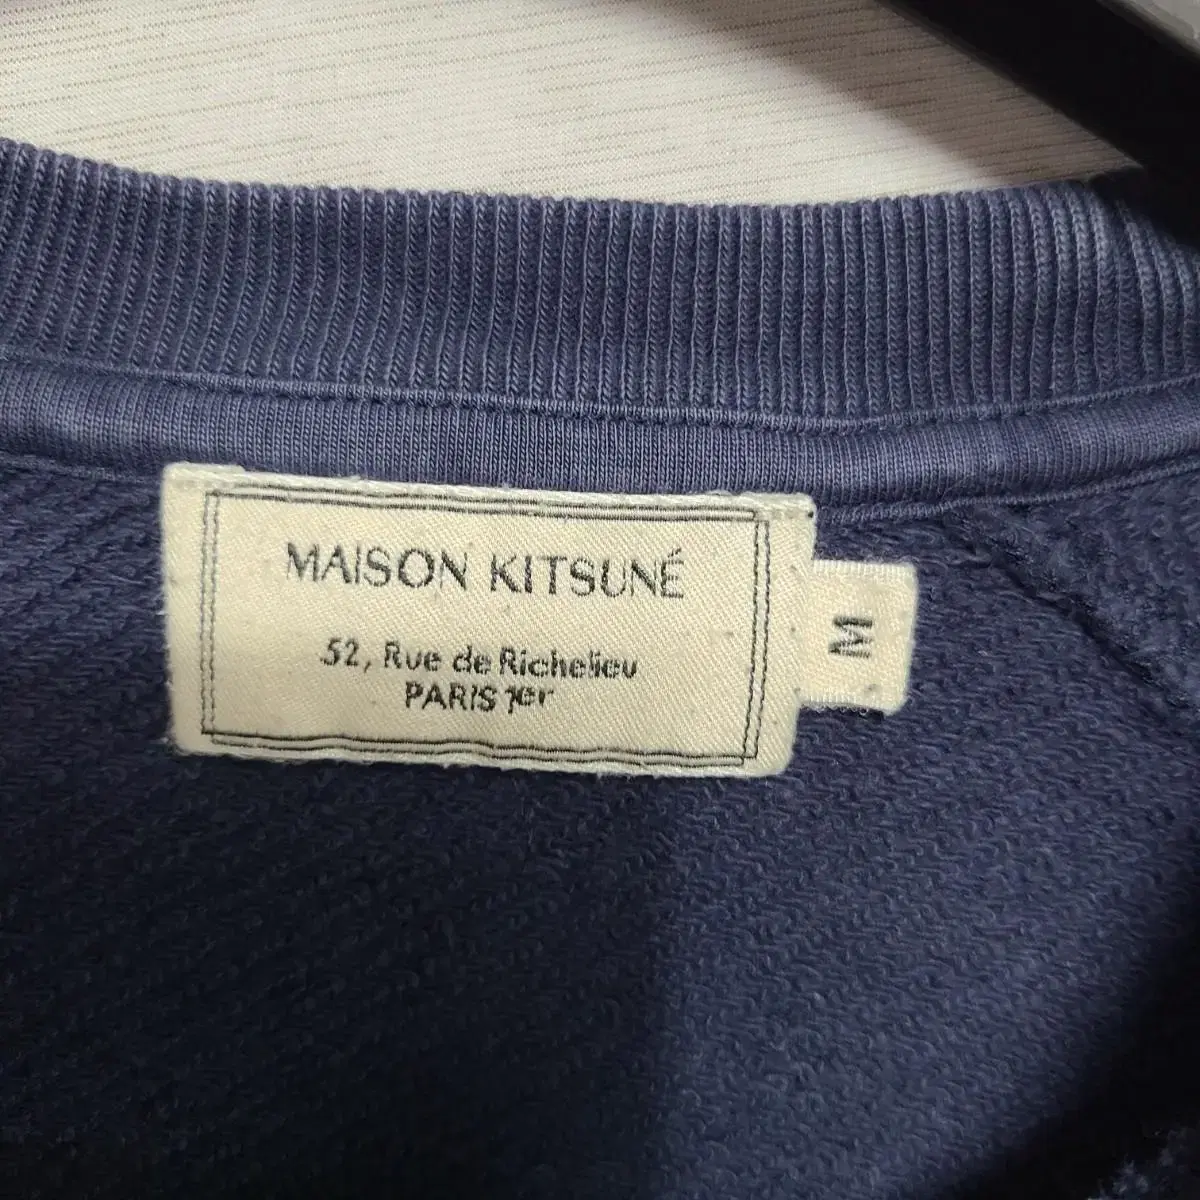 MAISON KITSUNÉ
52, Rue de Richelieu
PARIS 1er
M